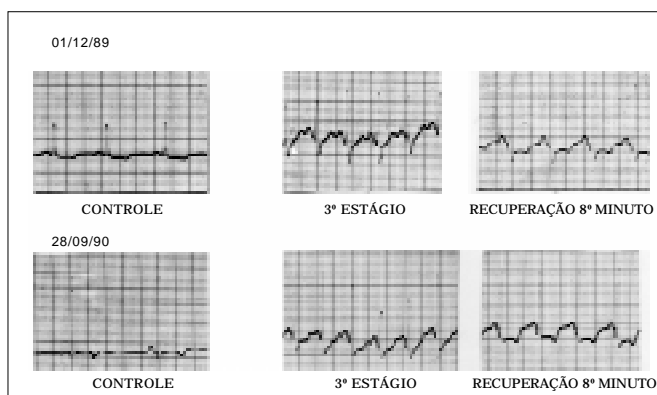 01/12/89
CONTROLE
3º ESTÁGIO
RECUPERAÇÃO 8º MINUTO
28/09/90
CONTROLE
3º ESTÁGIO
RECUPERAÇÃO 8º MINUTO